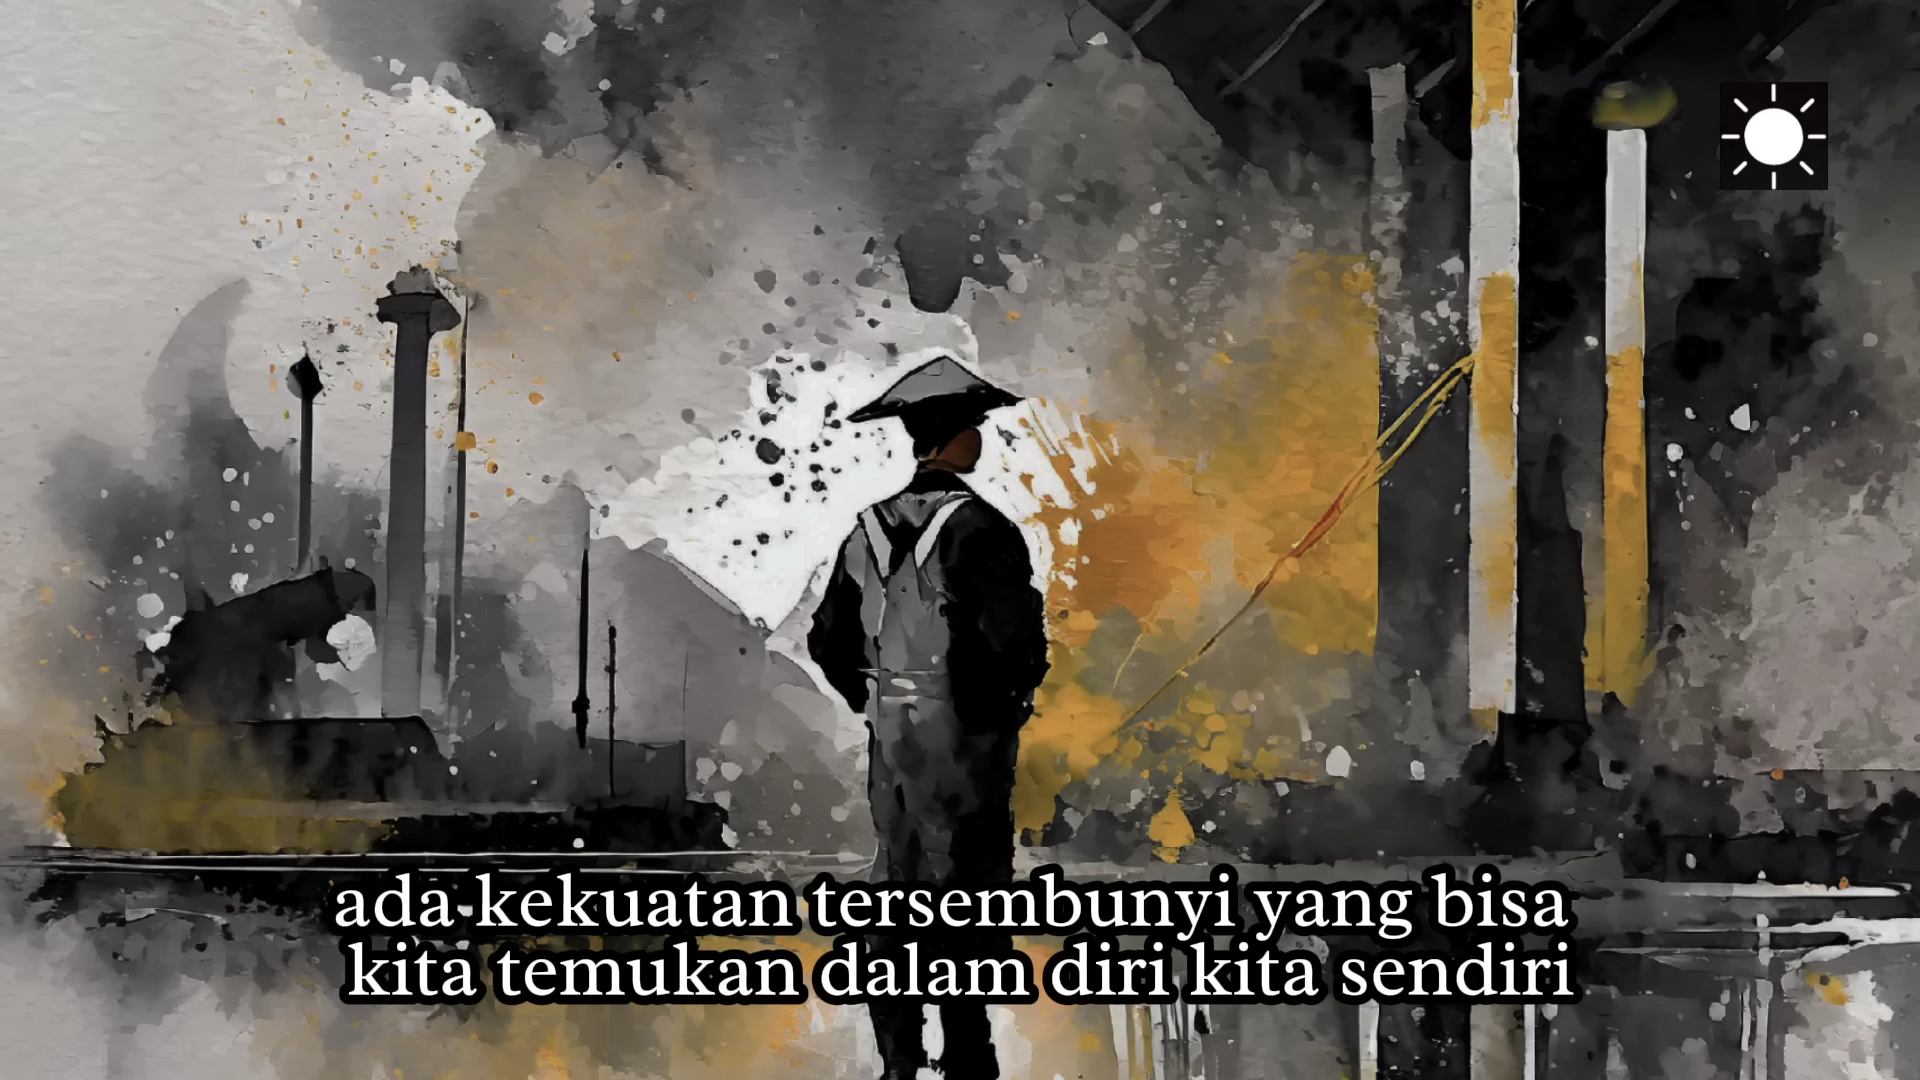 ada kekuatan tersembunyi yang bisa
kita temukan dalam diri kita sendiri